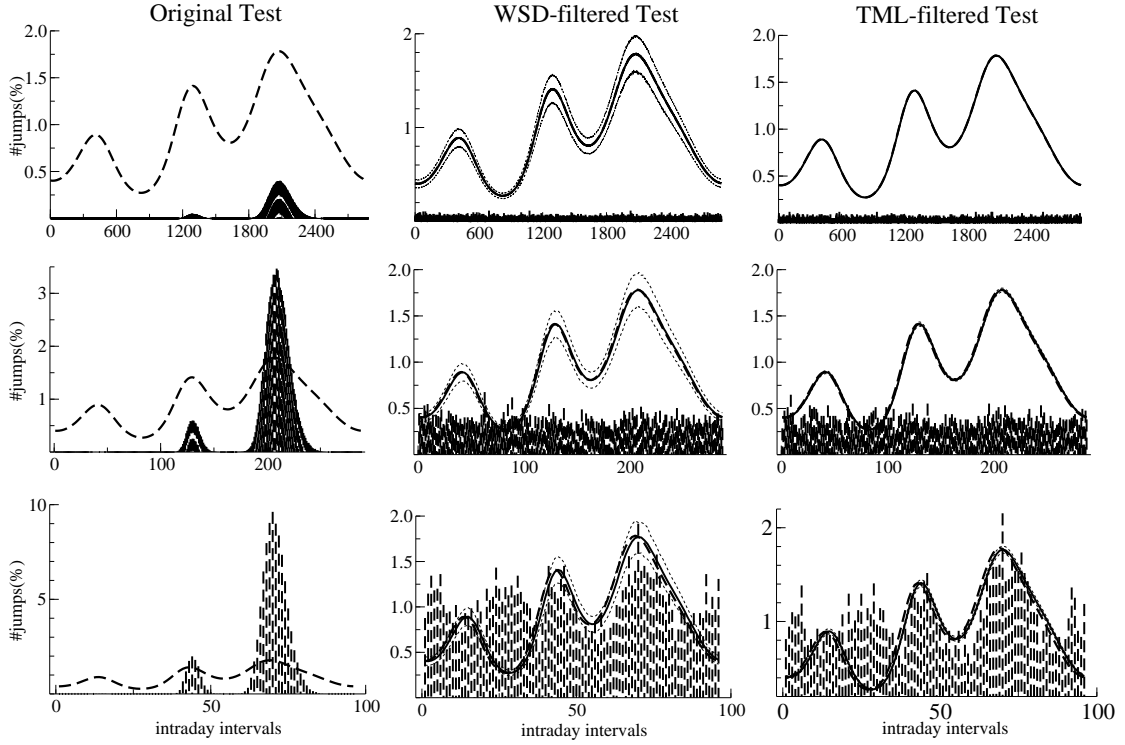 Original Test
WSD-filtered Test
TML-filtered Test
#jumps(%)
2.0
1.5
1.0
0.5
0 600 1200 1800 2400
2
1
0 600 1200 1800 2400
2.0
1.5
1.0
0.5
0 600 1200 1800 2400
#jumps(%)
3
2
1
0 100 200
2.0
1.5
1.0
0.5
0 100 200
2.0
1.5
1.0
0.5
0 100 200
#jumps(%)
10
5
0 50 100
intraday intervals
2.0
1.5
1.0
0.5
0 50 100
intraday intervals
2
1
0 50 100
intraday intervals